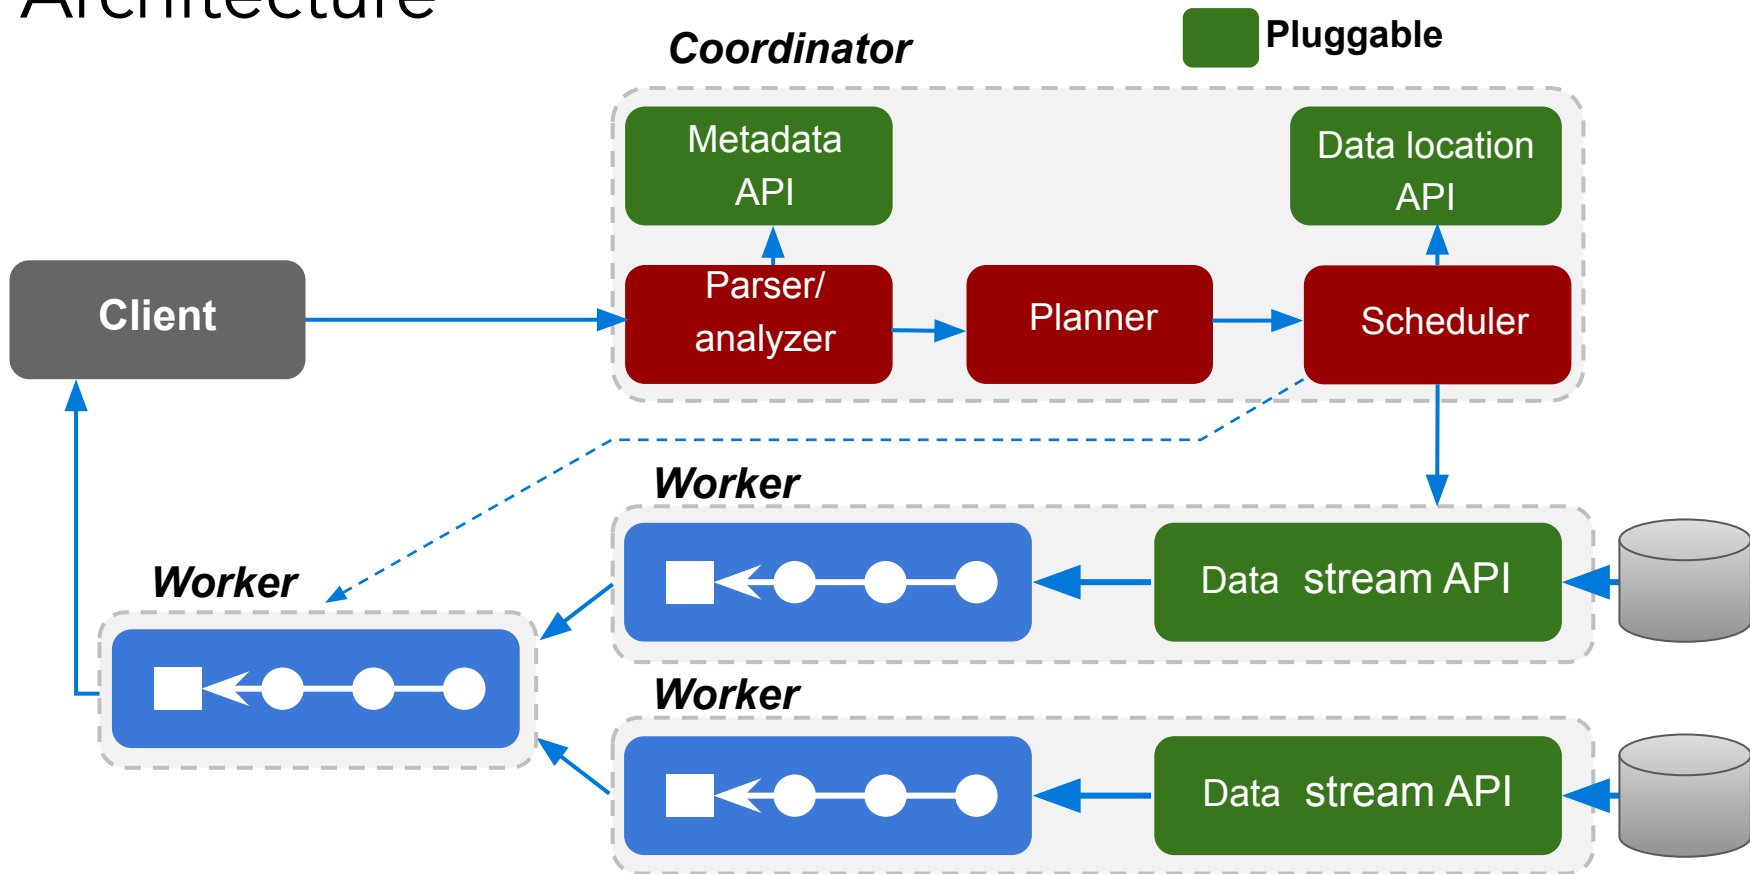 Architecture
Coordinator
Pluggable
Metadata
API
Data location
API
Client
Parser/
analyzer
Planner
Scheduler
Worker
Data stream API
Worker
Worker
Data stream API